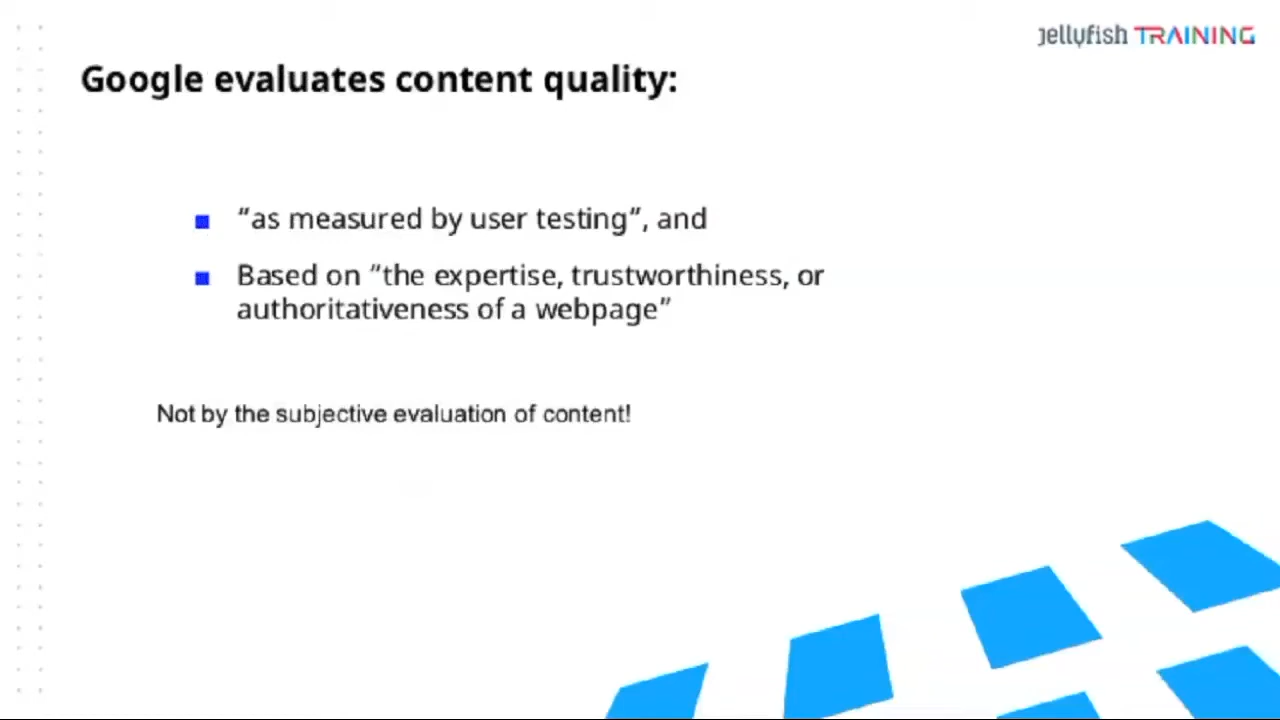 jellyfish TRAINING
Google evaluates content quality:
“as measured by user testing”, and
Based on “the expertise, trustworthiness, or
authoritativeness of a webpage”
Not by the subjective evaluation of content!